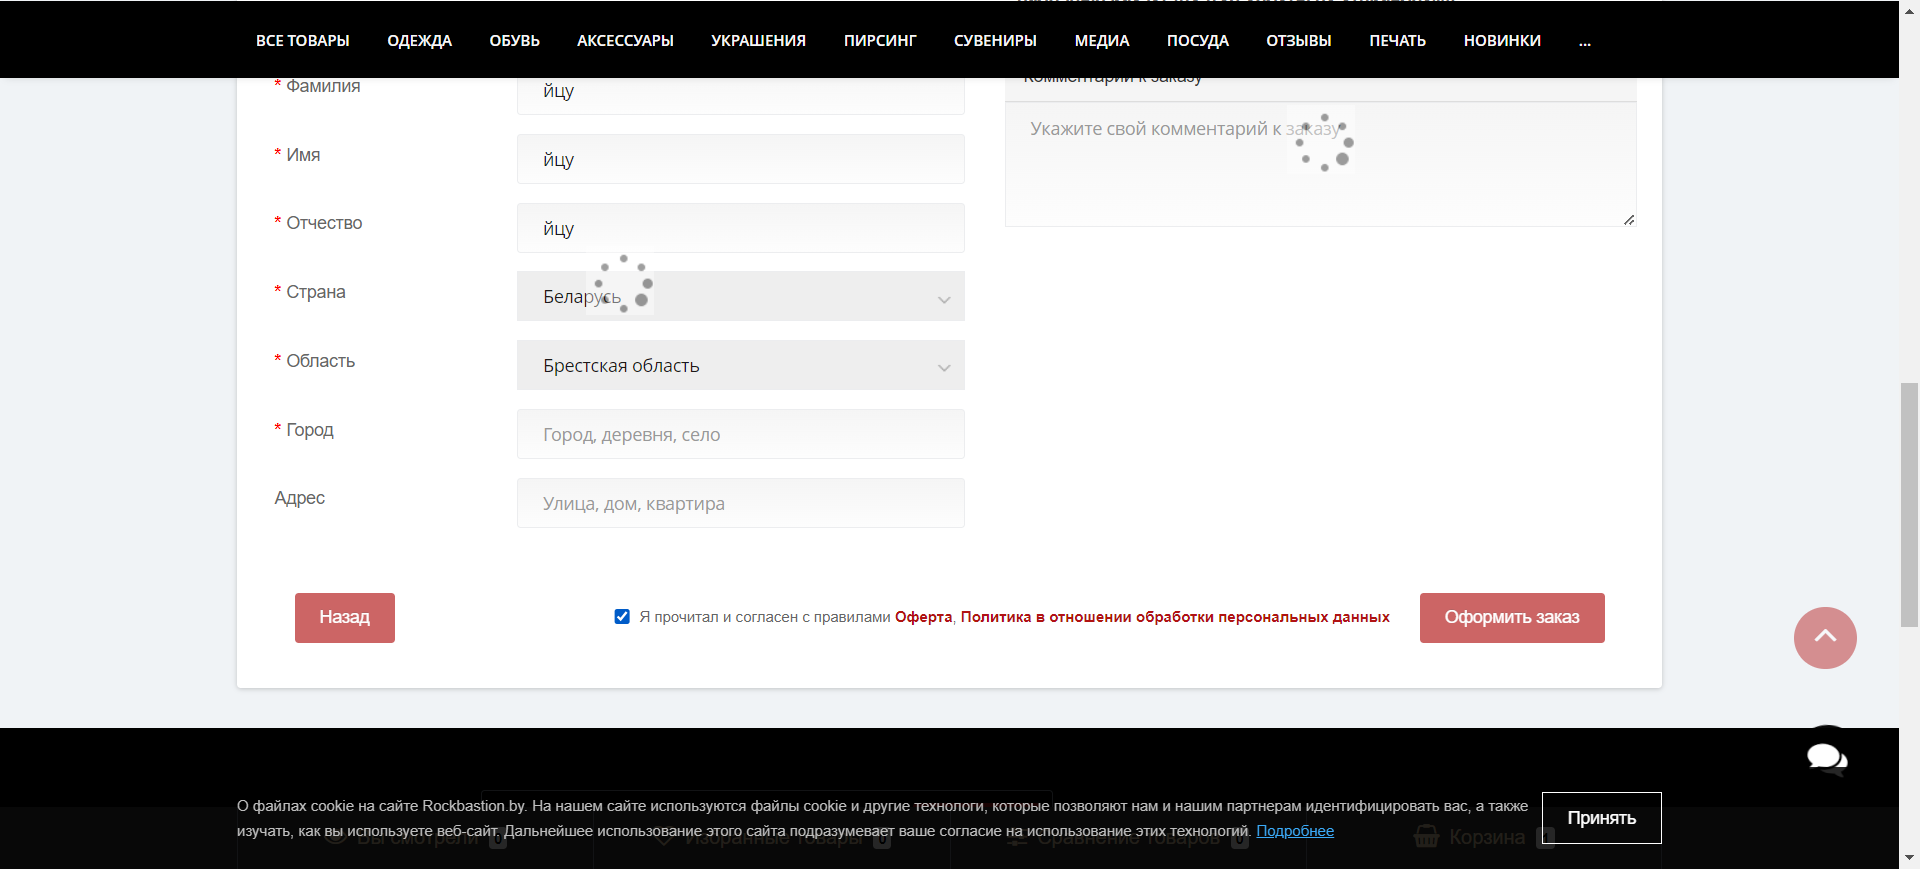 ВСЕ ТОВАРЫ ОДЕЖДА ОБУВЬ АКСЕССУАРЫ УКРАШЕНИЯ ПИРСИНГ СУВЕНИРЫ МЕДИА ПОСУДА ОТЗЫВЫ ПЕЧАТЬ НОВИНКИ ...
* Фамилия
йцу
Комментарий к заказу
* Имя
йцу
Укажите свой комментарий к заказу
* Отчество
йцу
* Страна
Беларусь
* Область
Брестская область
* Город
Город, деревня, село
Адрес
Улица, дом, квартира
Назад
Я прочитал и согласен с правилами Оферта, Политика в отношении обработки персональных данных
Оформить заказ
О файлах cookie на сайте Rockbastion.by. На нашем сайте используются файлы cookie и другие технологи, которые позволяют нам и нашим партнерам идентифицировать вас, а также
изучать, как вы используете веб-сайт. Дальнейшее использование этого сайта подразумевает ваше согласие на использование этих технологий. Подробнее
Принять
Вы смотрели 0
Избранные товары 0
Сравнение товаров 0
Корзина 1